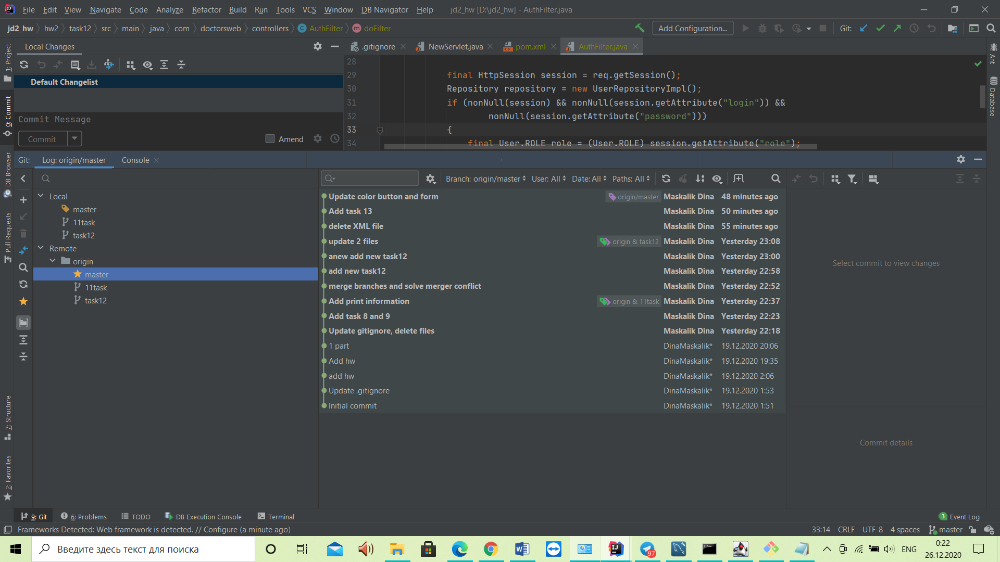 File Edit View Navigate Code Analyze Refactor Build Run Tools VCS Window DB Navigator Help jd2_hw [D:\jd2_hw] - AuthFilter.java
jd2_hw hw2 task12 src main java com doctorsweb controllers AuthFilter doFilter Add Configuration... Git:
1: Project
0: Commit
DB Browser
Pull Requests
7: Structure
2: Favorites
Local Changes
Default Changelist
Commit Message
Commit Amend
.gitignore NewServlet.java pom.xml AuthFilter.java
28
29 final HttpSession session = req.getSession();
30 Repository repository = new UserRepositoryImpl();
31 if (nonNull(session) && nonNull(session.getAttribute("login")) &&
32 nonNull(session.getAttribute("password")))
33 {
34 final User.ROLE role = (User.ROLE) session.getAttribute("role");
Ant
Database
Git: Log: origin/master Console
Branch: origin/master User: All Date: All Paths: All
Local
master
11task
task12
Remote
origin
master
11task
task12
Update color button and form origin/master Maskalik Dina 48 minutes ago
Add task 13 Maskalik Dina 50 minutes ago
delete XML file Maskalik Dina 55 minutes ago
update 2 files origin & task12 Maskalik Dina Yesterday 23:08
anew add new task12 Maskalik Dina Yesterday 23:00
add new task12 Maskalik Dina Yesterday 22:58
merge branches and solve merger conflict Maskalik Dina Yesterday 22:52
Add print information origin & 11task Maskalik Dina Yesterday 22:37
Add task 8 and 9 Maskalik Dina Yesterday 22:23
Update gitignore, delete files Maskalik Dina Yesterday 22:18
1 part DinaMaskalik* 19.12.2020 20:06
Add hw DinaMaskalik* 19.12.2020 19:35
add hw DinaMaskalik* 19.12.2020 2:06
Update .gitignore DinaMaskalik* 19.12.2020 1:53
Initial commit DinaMaskalik* 19.12.2020 1:51
Select commit to view changes
Commit details
9: Git 6: Problems TODO DB Execution Console Terminal 3 Event Log
Frameworks Detected: Web framework is detected. // Configure (a minute ago) 33:14 CRLF UTF-8 4 spaces master
Введите здесь текст для поиска 97 ENG 0:22
26.12.2020